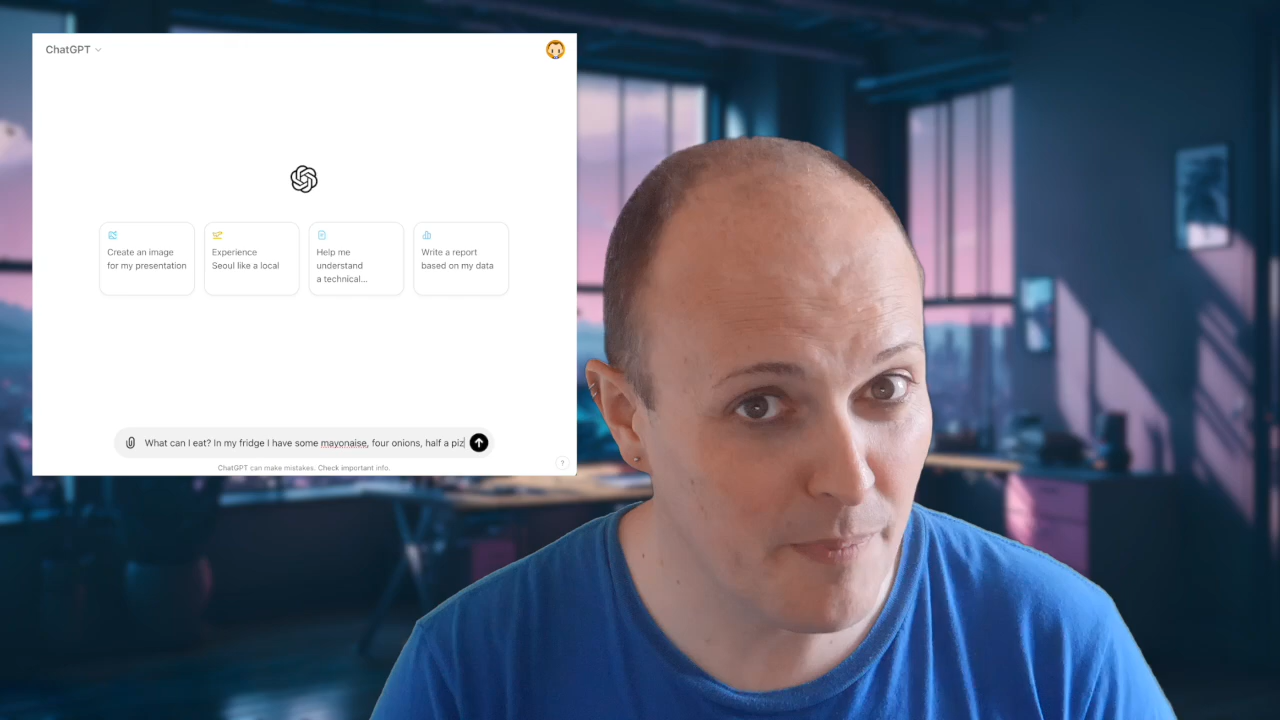 ChatGPT
Create an image
for my presentation
Experience
Seoul like a local
Help me
understand
a technical...
Write a report
based on my data
What can I eat? In my fridge I have some mayonaise, four onions, half a piz
ChatGPT can make mistakes. Check important info.
?